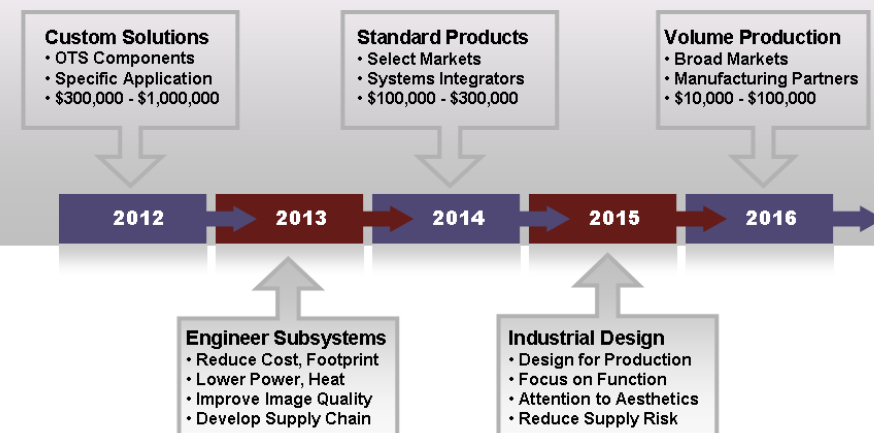 Custom Solutions
• OTS Components
• Specific Application
• $300,000 - $1,000,000
Standard Products
• Select Markets
• Systems Integrators
• $100,000 - $300,000
Volume Production
• Broad Markets
• Manufacturing Partners
• $10,000 - $100,000
2012
2013
2014
2015
2016
Engineer Subsystems
• Reduce Cost, Footprint
• Lower Power, Heat
• Improve Image Quality
• Develop Supply Chain
Industrial Design
• Design for Production
• Focus on Function
• Attention to Aesthetics
• Reduce Supply Risk